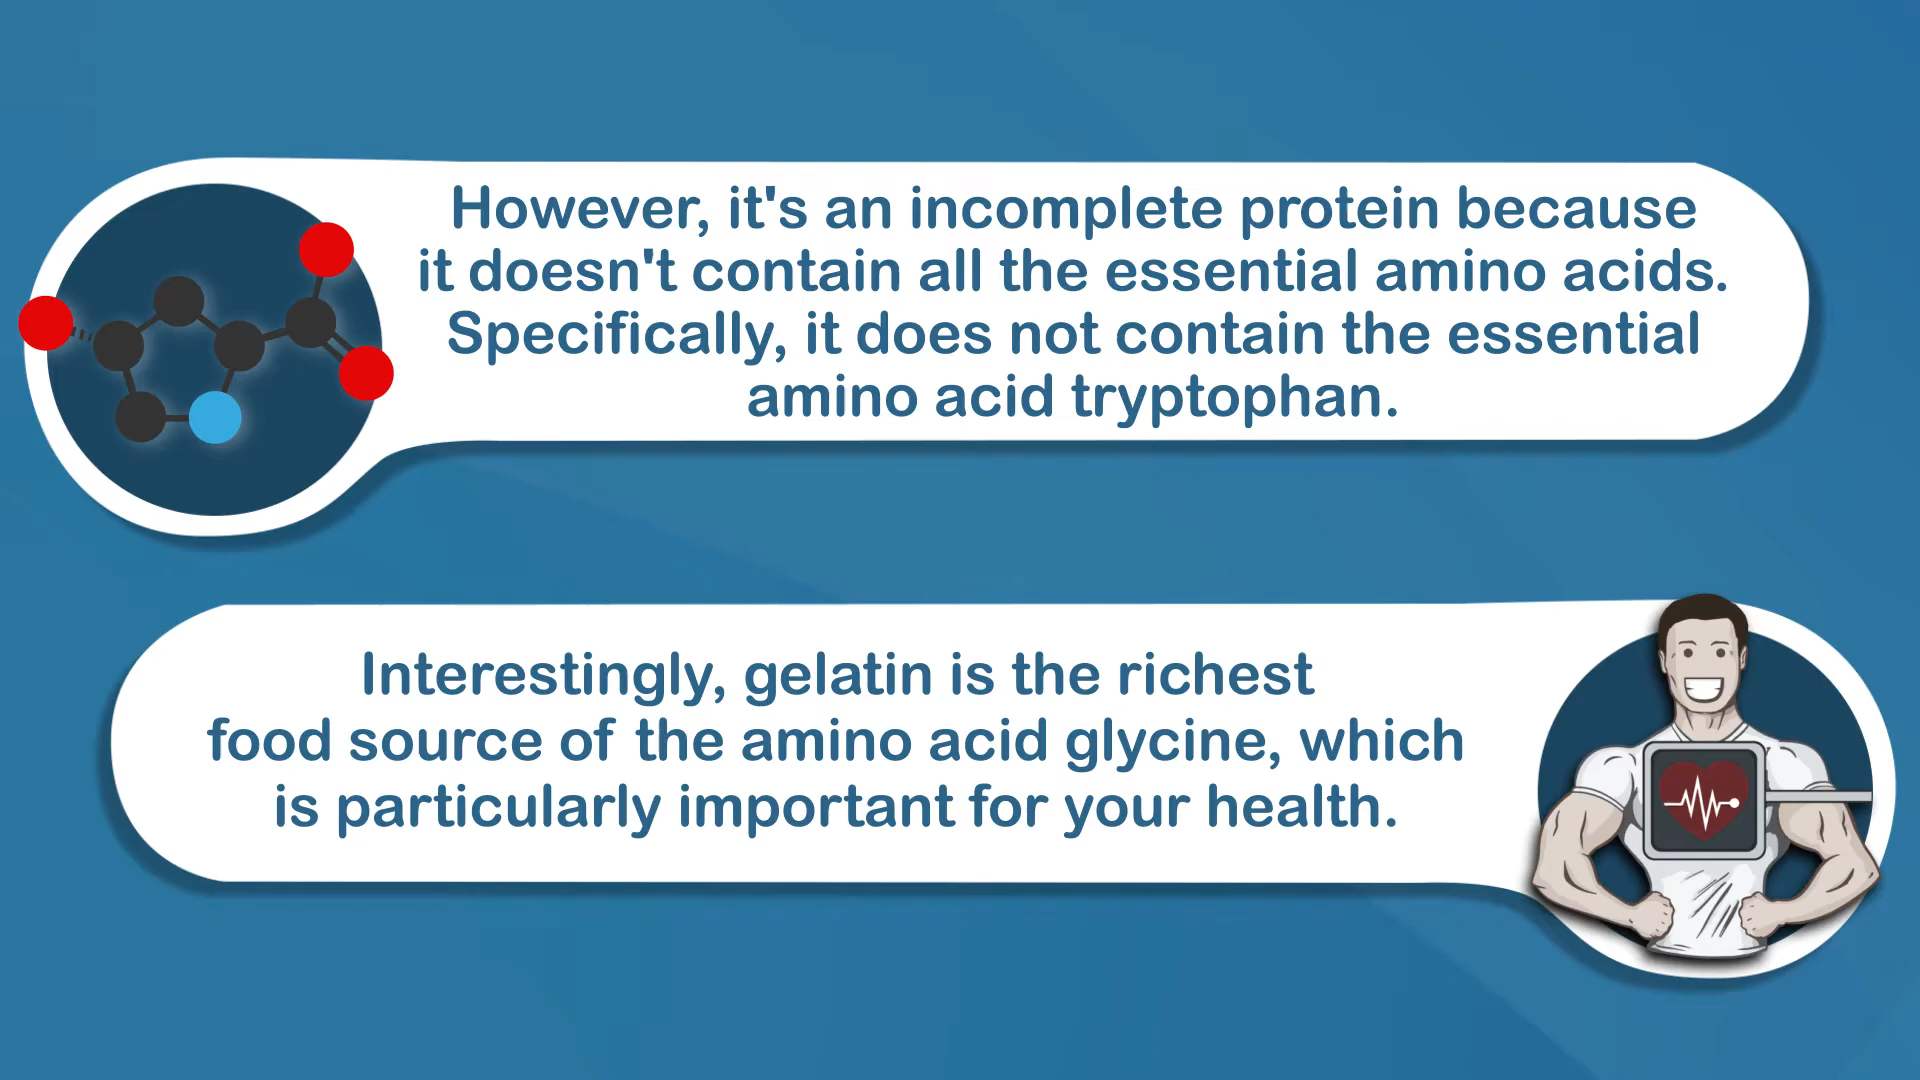 However, it's an incomplete protein because
it doesn't contain all the essential amino acids.
Specifically, it does not contain the essential
amino acid tryptophan.
Interestingly, gelatin is the richest
food source of the amino acid glycine, which
is particularly important for your health.